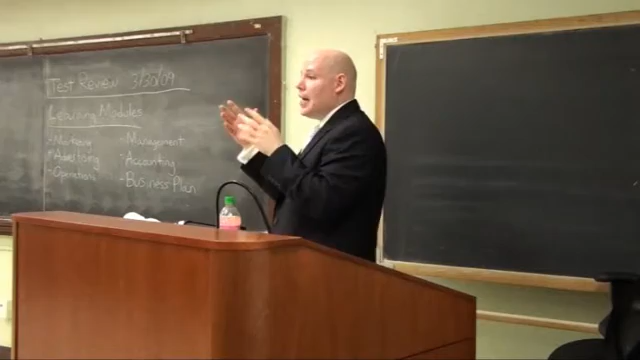 Test Review 3/30/09
Learning Modules
Marketing - Management
Advertising - Accounting
- Operations - Business Plan